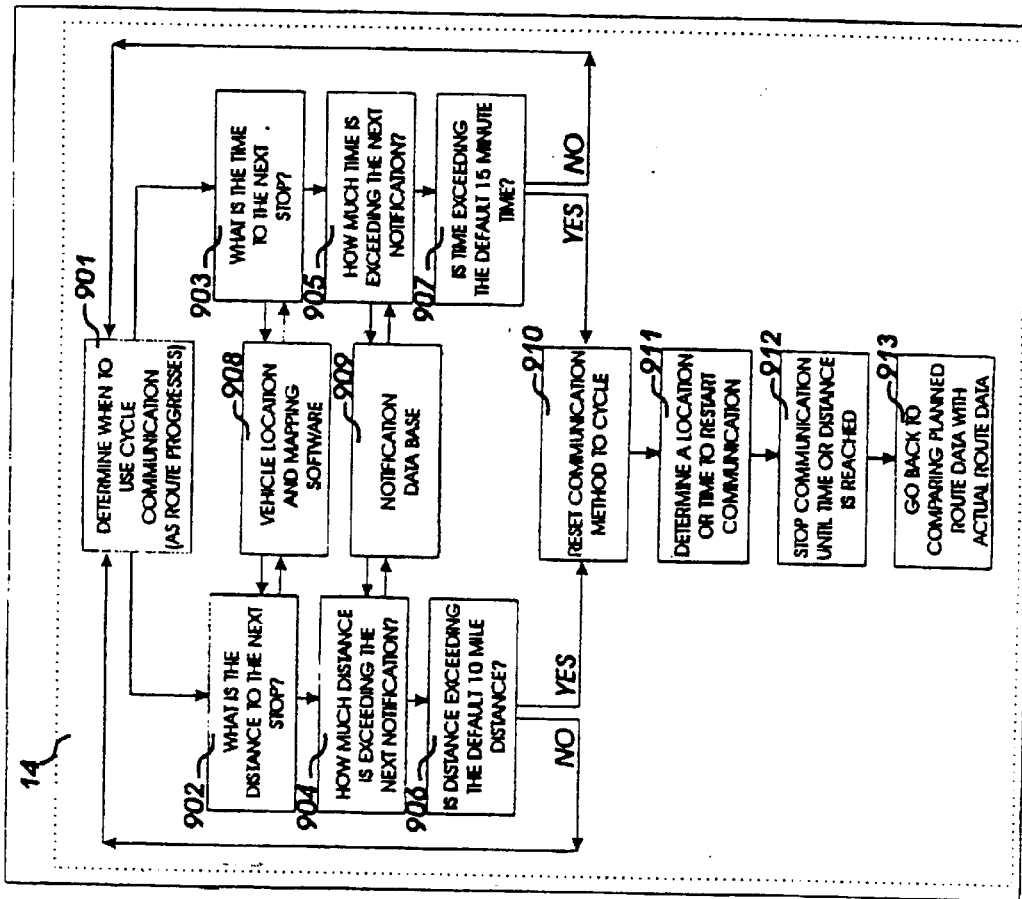 14
901
DETERMINE WHEN TO
USE CYCLE
COMMUNICATION
(AS ROUTE PROGRESSES)
902
WHAT IS THE
DISTANCE TO THE NEXT
STOP?
908
VEHICLE LOCATION
AND MAPPING
SOFTWARE
903
WHAT IS THE TIME
TO THE NEXT
STOP?
904
HOW MUCH DISTANCE
IS EXCEEDING THE
NEXT NOTIFICATION?
909
NOTIFICATION
DATA BASE
905
HOW MUCH TIME IS
EXCEEDING THE NEXT
NOTIFICATION?
906
IS DISTANCE EXCEEDING
THE DEFAULT 10 MILE
DISTANCE?
907
IS TIME EXCEEDING
THE DEFAULT 15 MINUTE
TIME?
NO
YES
YES
NO
910
RESET COMMUNICATION
METHOD TO CYCLE
911
DETERMINE A LOCATION
OR TIME TO RESTART
COMMUNICATION
912
STOP COMMUNICATION
UNTIL TIME OR DISTANCE
IS REACHED
913
GO BACK TO
COMPARING PLANNED
ROUTE DATA WITH
ACTUAL ROUTE DATA